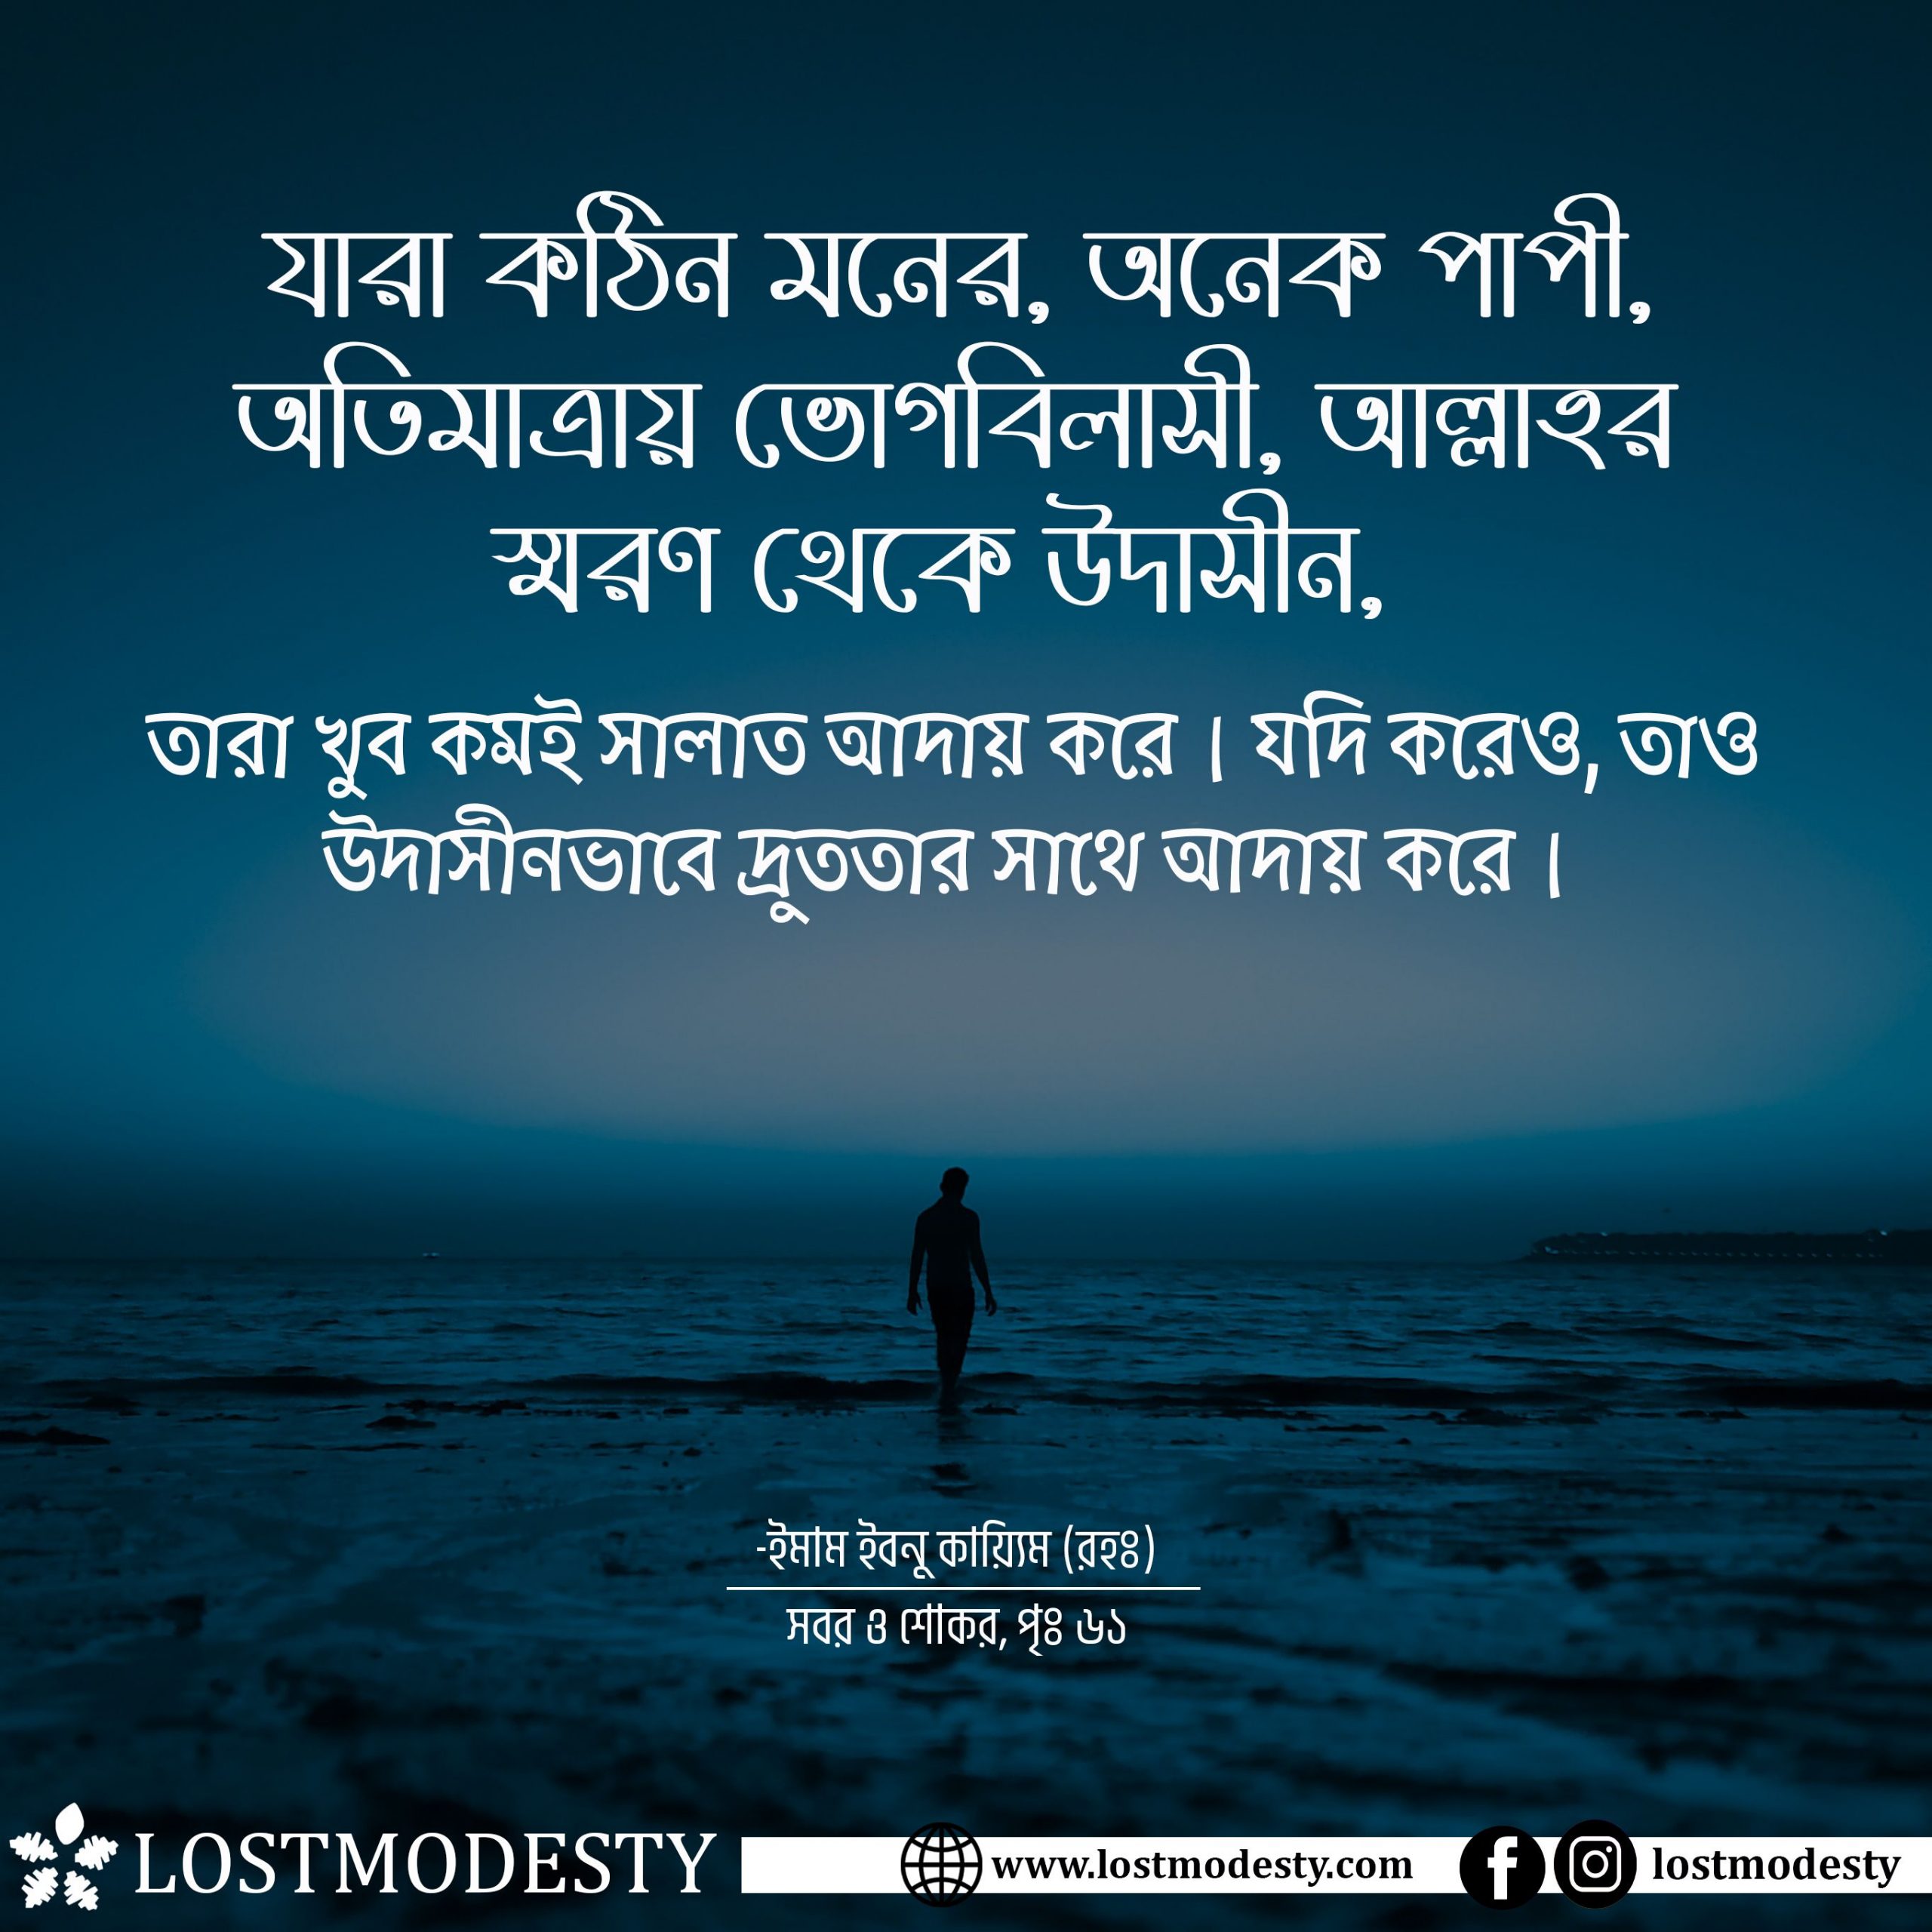 যারা কঠিন মনের, অনেক পাপী,
অতিমাত্রায় ভোগবিলাসী, আল্লাহর
স্মরণ থেকে উদাসীন,
তারা খুব কমই সালাত আদায় করে । যদি করেও, তাও
উদাসীনভাবে দ্রুততার সাথে আদায় করে ।
-ইমাম ইবনু কায়্যিম (রহঃ)
সবর ও শোকর, পৃঃ ৬১
LOSTMODESTY www.lostmodesty.com lostmodesty